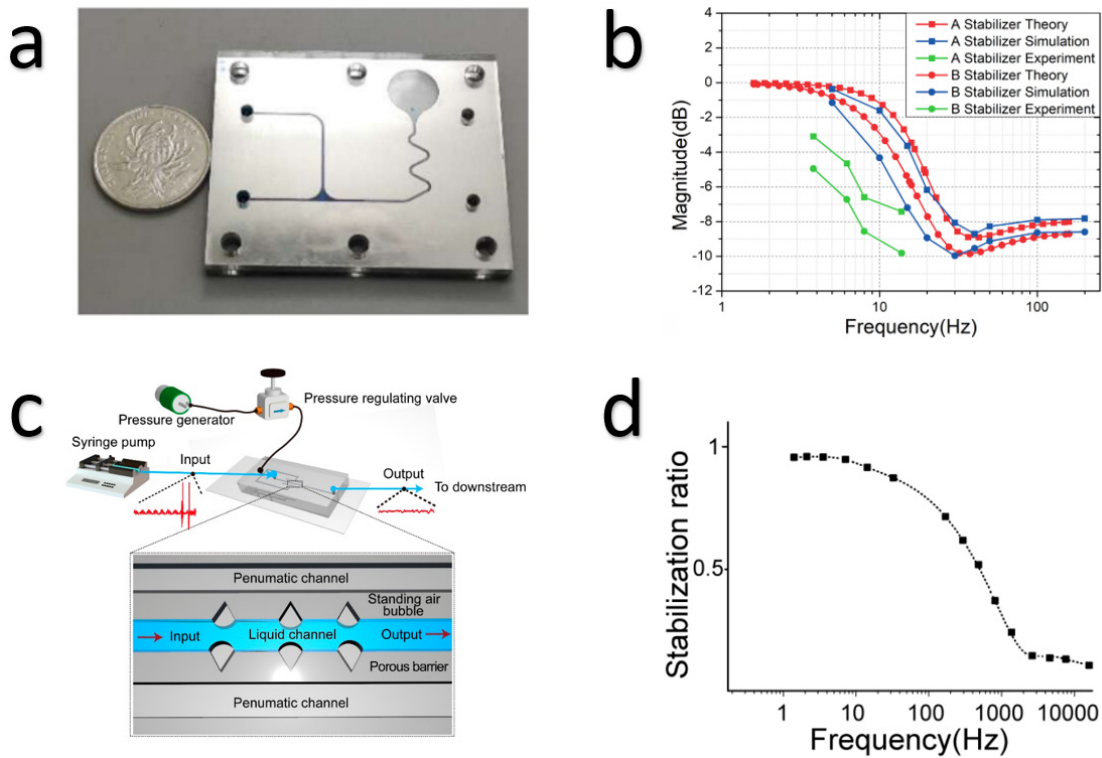 a
b
4
2
0
-2
-4
-6
-8
-10
-12
Magnitude(dB)
A Stabilizer Theory
A Stabilizer Simulation
A Stabilizer Experiment
B Stabilizer Theory
B Stabilizer Simulation
B Stabilizer Experiment
1
10
100
Frequency(Hz)
c
Pressure generator
Pressure regulating valve
Syringe pump
Input
Output
To downstream
Penumatic channel
Standing air
bubble
Input
Liquid channel
Output
Porous barrier
Penumatic channel
d
1
0.5
Stabilization ratio
1
10
100
1000
10000
Frequency(Hz)